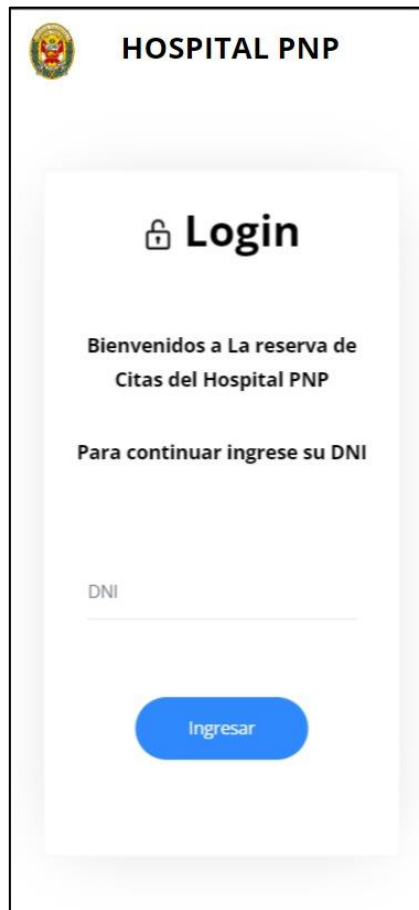 HOSPITAL PNP
Login
Bienvenidos a La reserva de
Citas del Hospital PNP
Para continuar ingrese su DNI
DNI
Ingresar